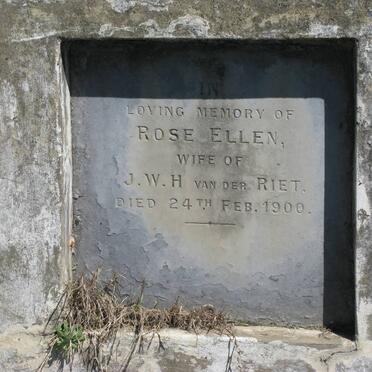 IN
LOVING MEMORY OF
ROSE ELLEN,
WIFE OF
J.W.H VAN DER RIET.
DIED 24TH FEB. 1900.